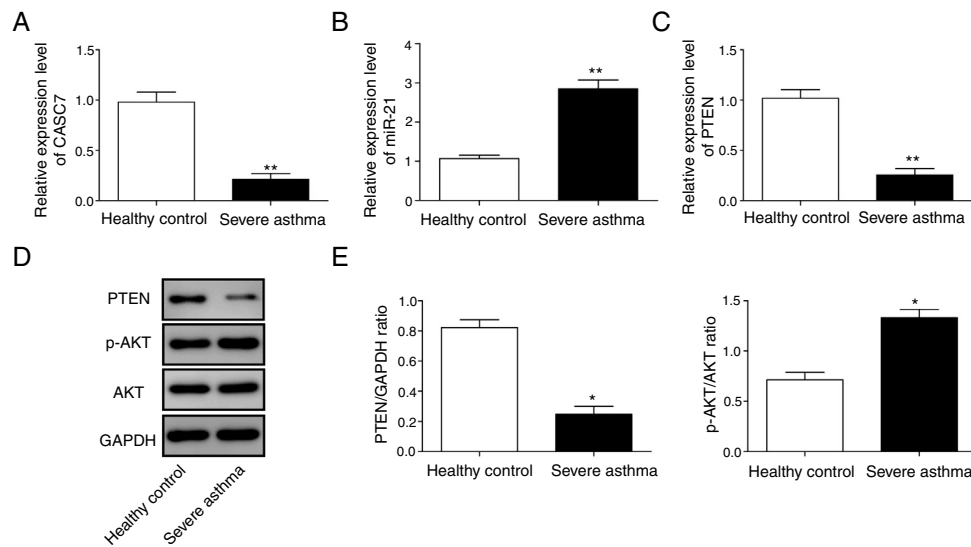 A
Relative expression level
of CASC7
1.5
1.0
0.5
0.0
**
Healthy control
Severe asthma
B
Relative expression level
of miR-21
4
3
2
1
0
**
Healthy control
Severe asthma
C
Relative expression level
of PTEN
1.5
1.0
0.5
0.0
**
Healthy control
Severe asthma
D
PTEN
p-AKT
AKT
GAPDH
Healthy control
Severe asthma
E
PTEN/GAPDH ratio
1.0
0.8
0.6
0.4
0.2
0.0
*
Healthy control
Severe asthma
p-AKT/AKT ratio
1.5
1.0
0.5
0.0
*
Healthy control
Severe asthma